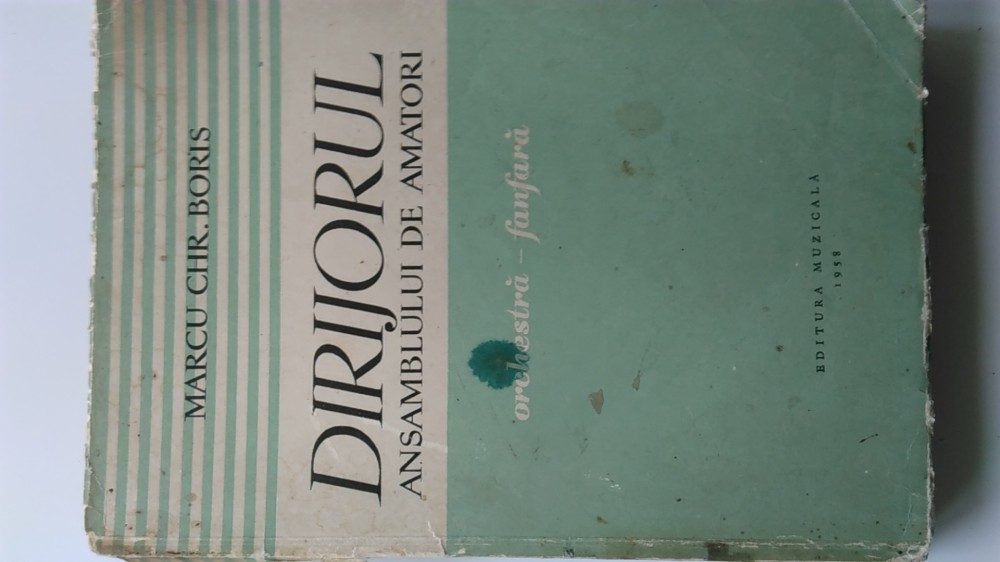 MARCU CHR. BORIS
DIRIJORUL
ANSAMBLULUI DE AMATORI
orchestră – fanfară
EDITURA MUZICALĂ
1958